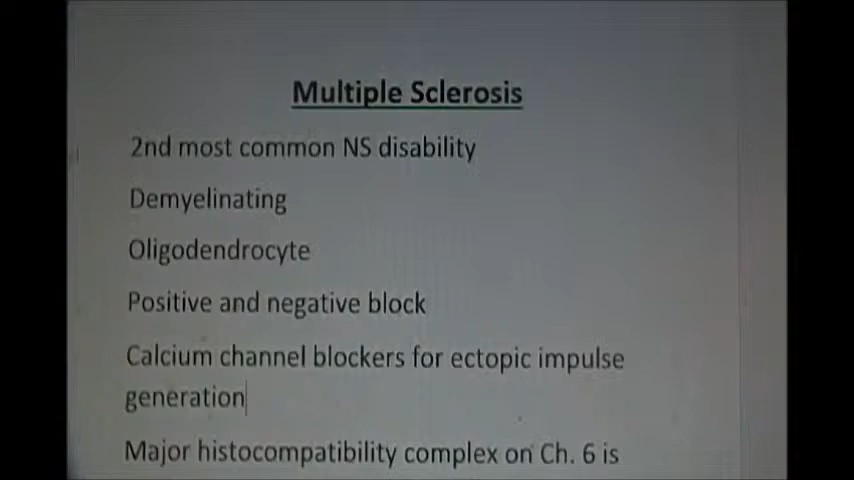 Multiple Sclerosis
2nd most common NS disability
Demyelinating
Oligodendrocyte
Positive and negative block
Calcium channel blockers for ectopic impulse
generation
Major histocompatibility complex on Ch. 6 is